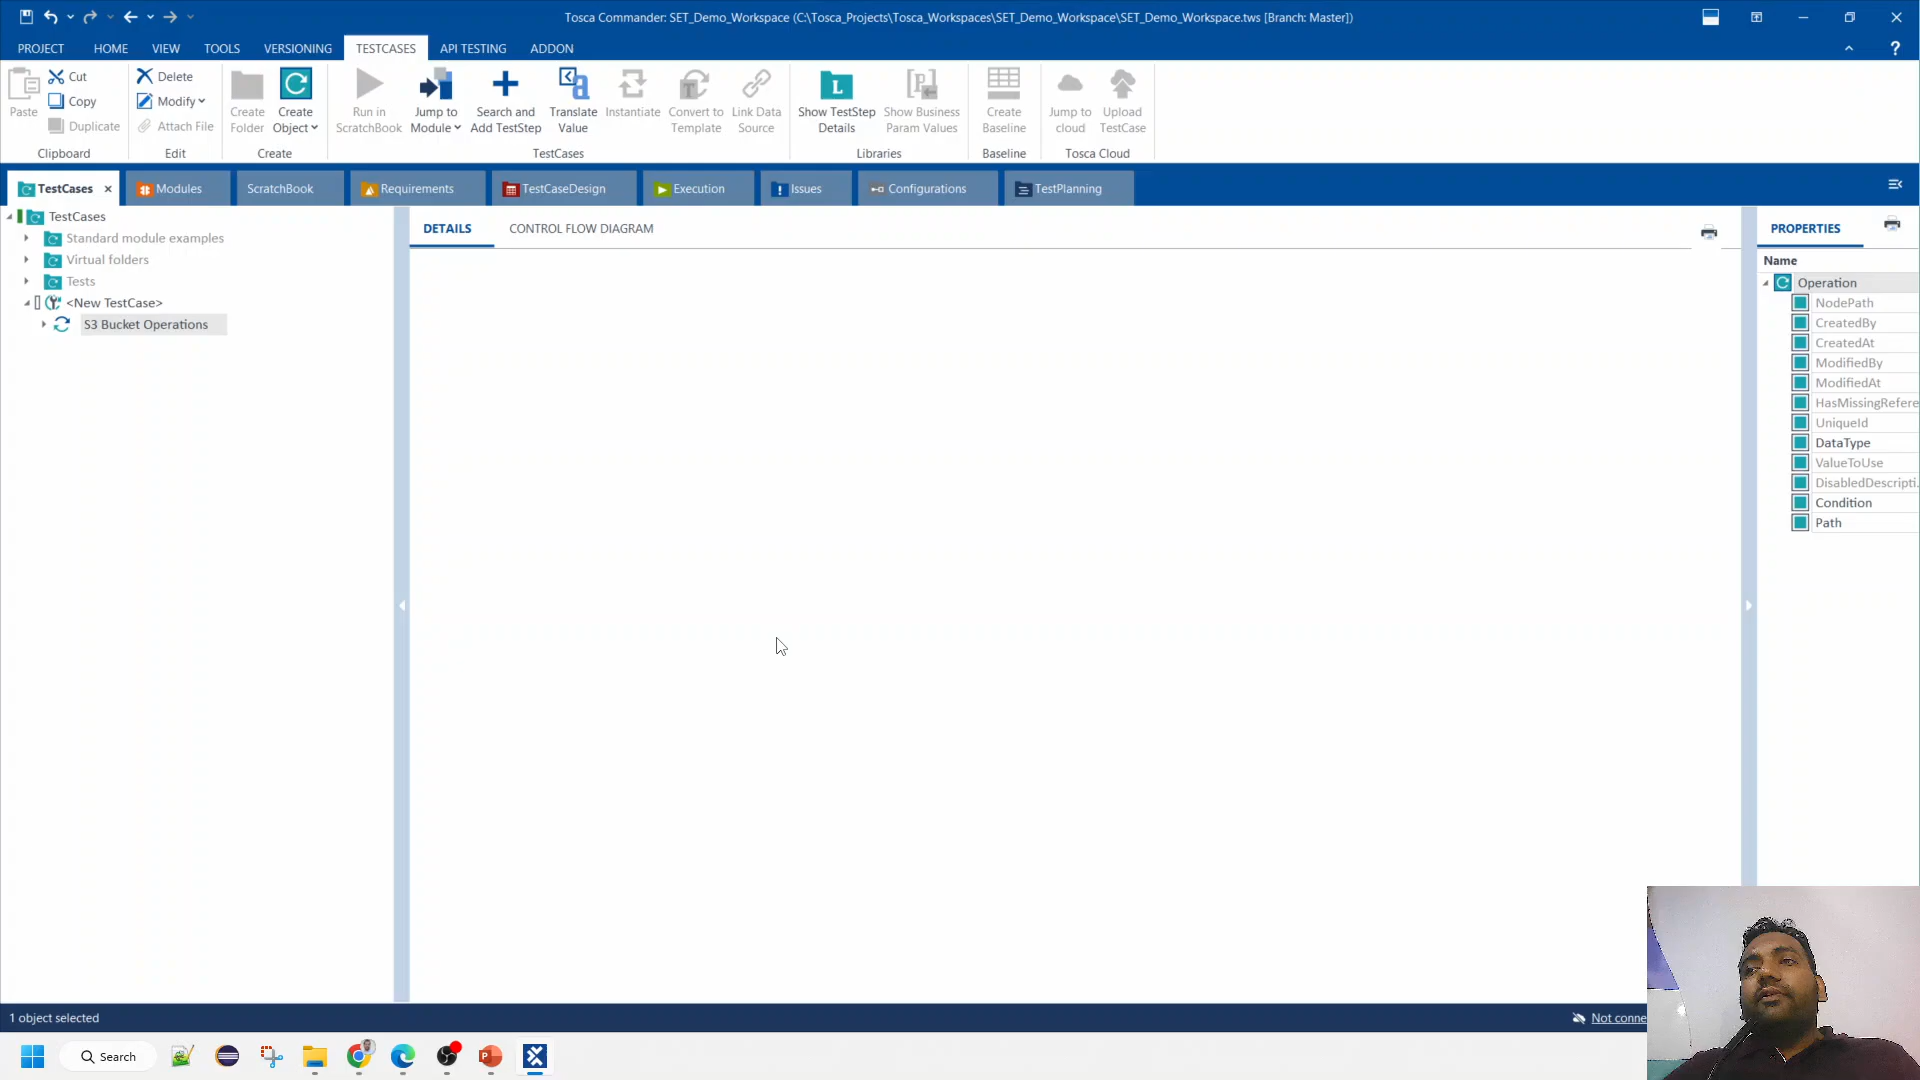 Tosca Commander: SET_Demo_Workspace (C:\Tosca_Projects\Tosca_Workspaces\SET_Demo_Workspace\SET_Demo_Workspace.tws [Branch: Master])
PROJECT HOME VIEW TOOLS VERSIONING TESTCASES API TESTING ADDON
Paste
Cut
Copy
Duplicate
Clipboard
Delete
Modify
Attach File
Edit
Create Folder
Create Object
Create
Run in ScratchBook
Jump to Module
Search and Add TestStep
Translate Value
Instantiate
Convert to Template
Link Data Source
TestCases
Show TestStep Details
Show Business Param Values
Libraries
Create Baseline
Baseline
Jump to cloud
Upload TestCase
Tosca Cloud
TestCases Modules ScratchBook Requirements TestCaseDesign Execution Issues Configurations TestPlanning
TestCases
Standard module examples
Virtual folders
Tests
<New TestCase>
S3 Bucket Operations
DETAILS CONTROL FLOW DIAGRAM
PROPERTIES
Name
Operation
NodePath
CreatedBy
CreatedAt
ModifiedBy
ModifiedAt
HasMissingRefere
UniqueId
DataType
ValueToUse
DisabledDescripti.
Condition
Path
1 object selected
Not conne
Search